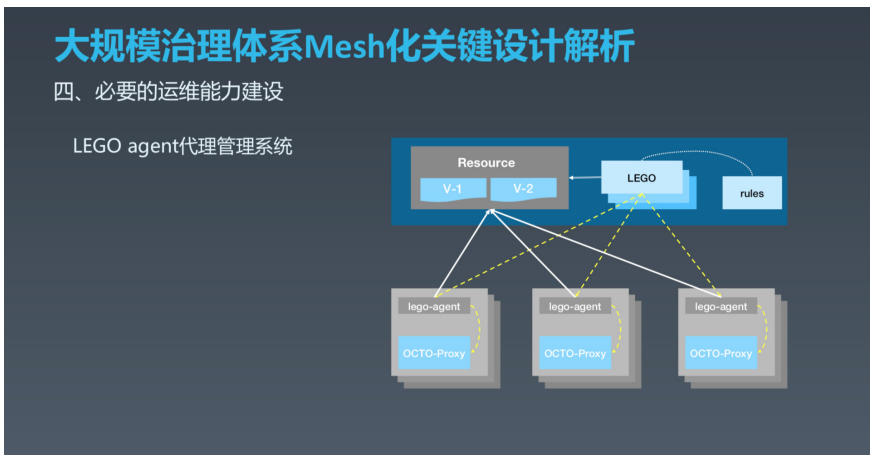 大规模治理体系Mesh化关键设计解析
四、必要的运维能力建设
LEGO agent代理管理系统
Resource
V-1
V-2
LEGO
rules
lego-agent
lego-agent
lego-agent
OCTO-Proxy
OCTO-Proxy
OCTO-Proxy